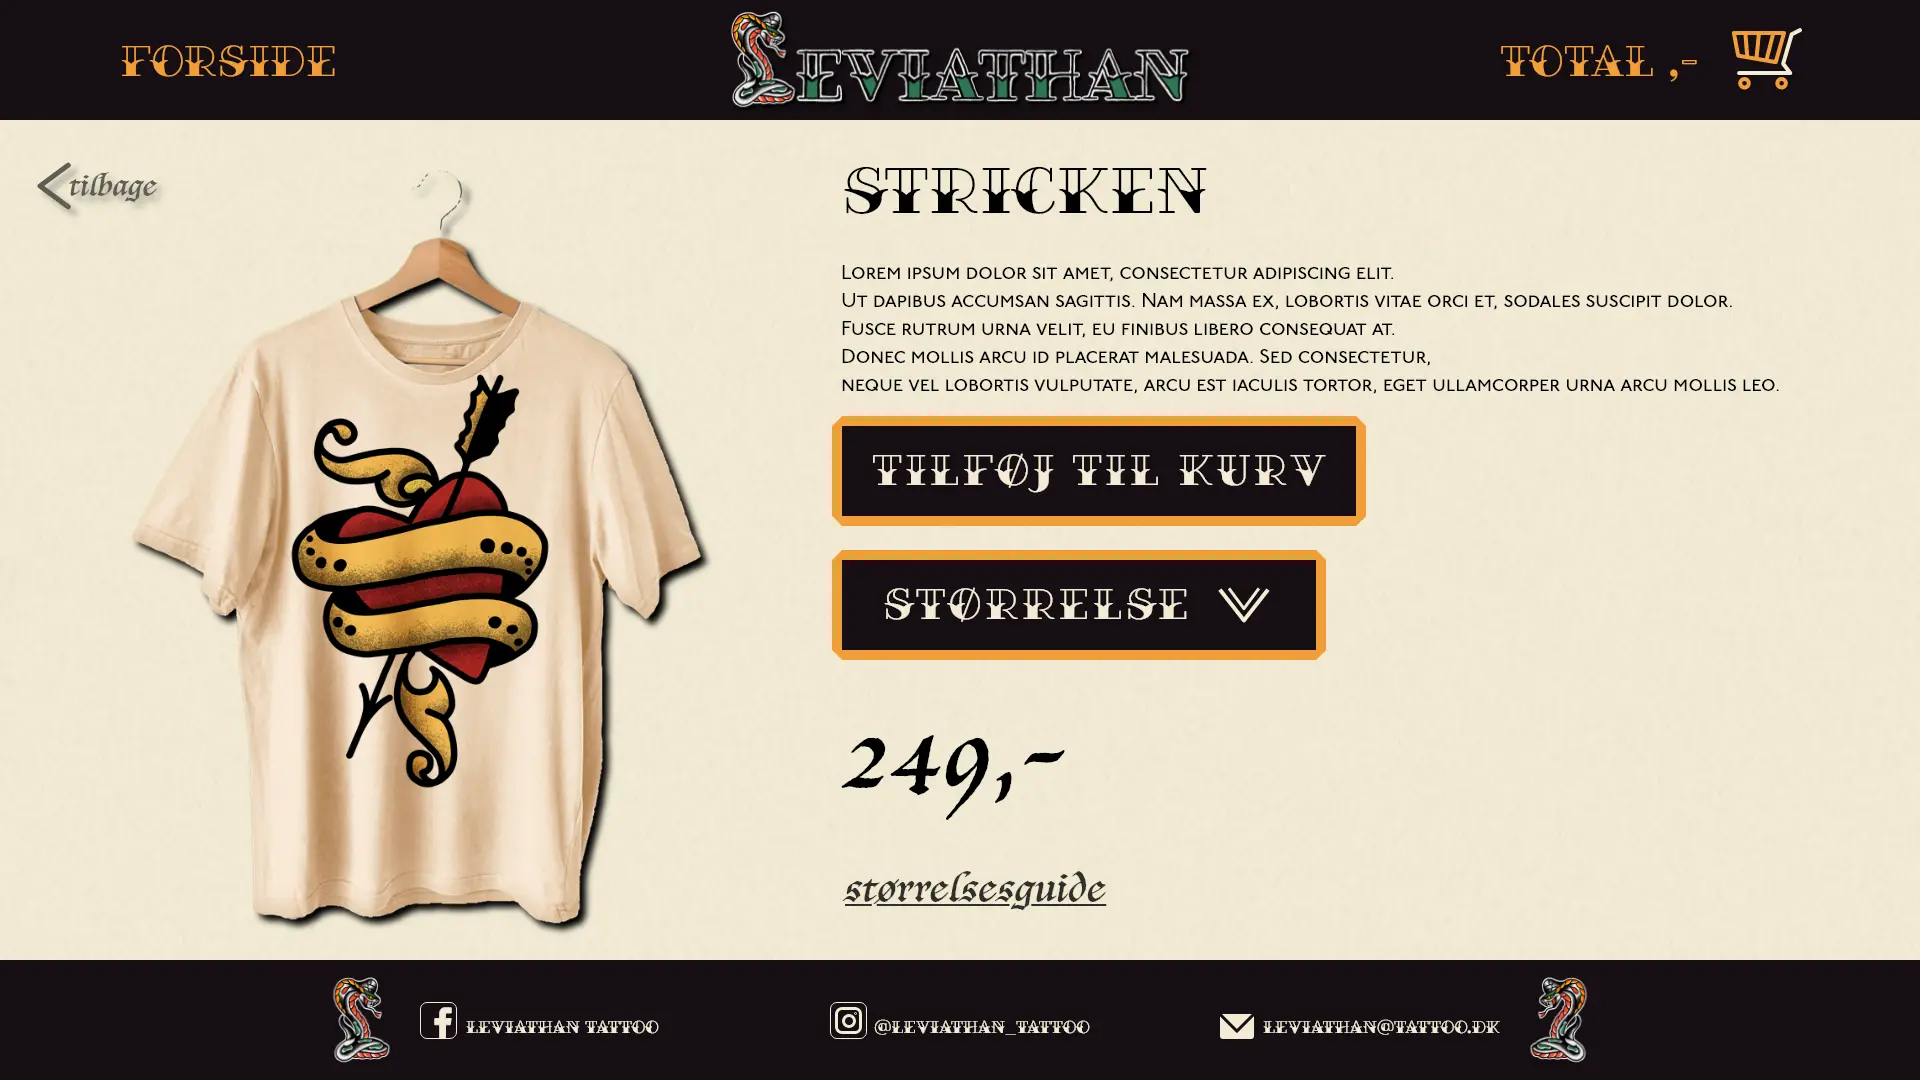 FORSIDE
LEVIATHAN
TOTAL ,-
tilbage
STRICKEN
Lorem ipsum dolor sit amet, consectetur adipiscing elit.
Ut dapibus accumsan sagittis. Nam massa ex, lobortis vitae orci et, sodales suscipit dolor.
Fusce rutrum urna velit, eu finibus libero consequat at.
Donec mollis arcu id placerat malesuada. Sed consectetur,
neque vel lobortis vulputate, arcu est iaculis tortor, eget ullamcorper urna arcu mollis leo.
TILFØJ TIL KURV
STØRRELSE
249,-
størrelsesguide
LEVIATHAN TATTOO
@LEVIATHAN_TATTOO
LEVIATHAN@TATTOO.DK